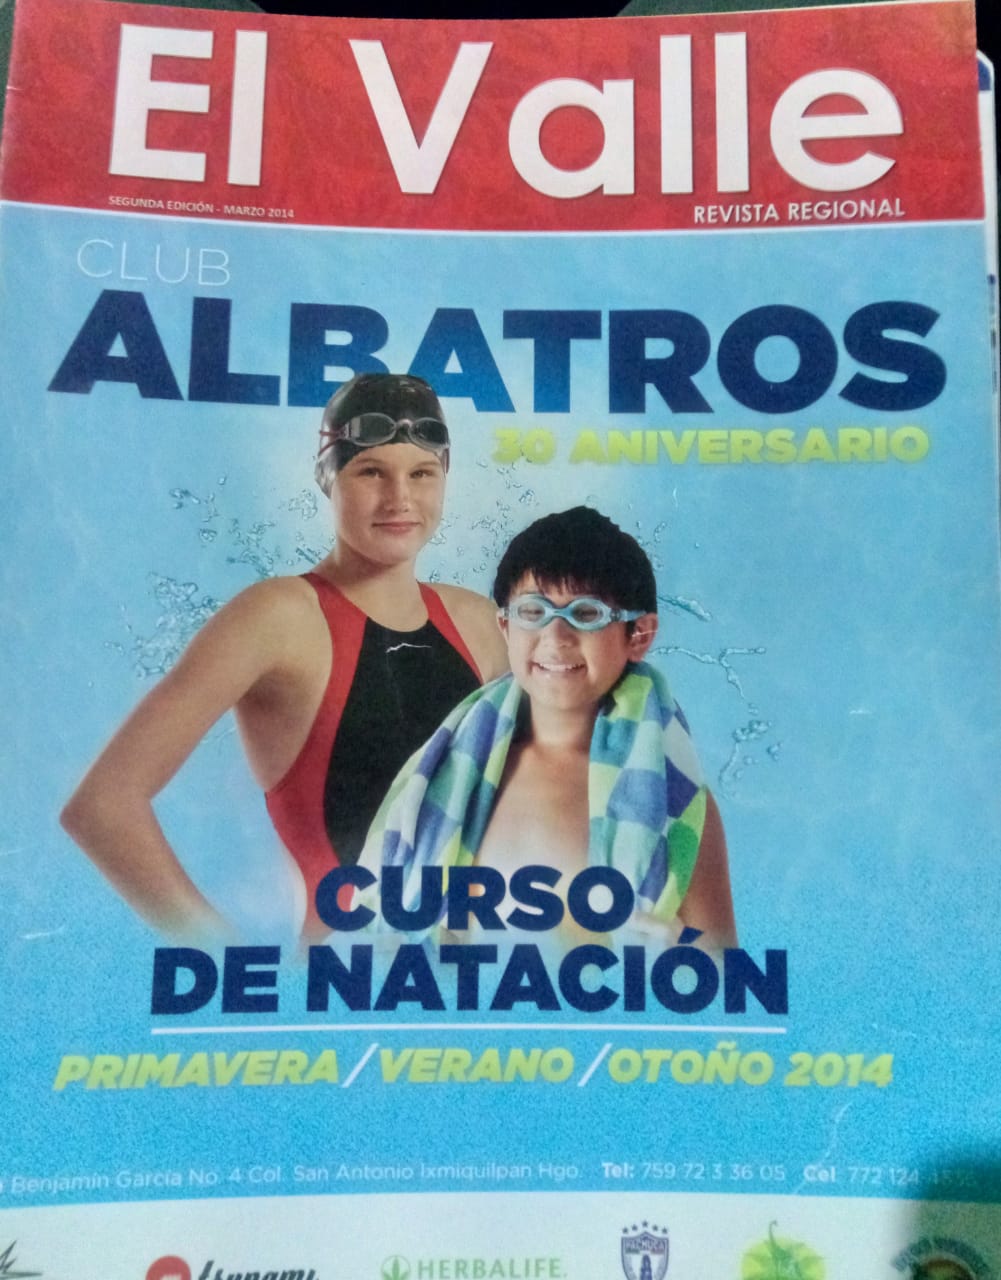 El Valle
SEGUNDA EDICIÓN - MARZO 2014
REVISTA REGIONAL
CLUB
ALBATROS
30 ANIVERSARIO
CURSO
DE NATACIÓN
PRIMAVERA/VERANO/OTOÑO 2014
Benjamín García No. 4 Col. San Antonio Ixmiquilpan Hgo. Tel: 759 72 3 36 05 Cel 772 124
tsunami
HERBALIFE.
PACHUCA